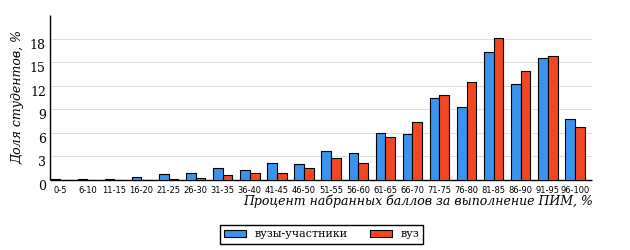 Доля студентов, %
18
15
12
9
6
3
0
0-5 6-10 11-15 16-20 21-25 26-30 31-35 36-40 41-45 46-50 51-55 56-60 61-65 66-70 71-75 76-80 81-85 86-90 91-95 96-100
Процент набранных баллов за выполнение ПИМ, %
вузы-участники вуз